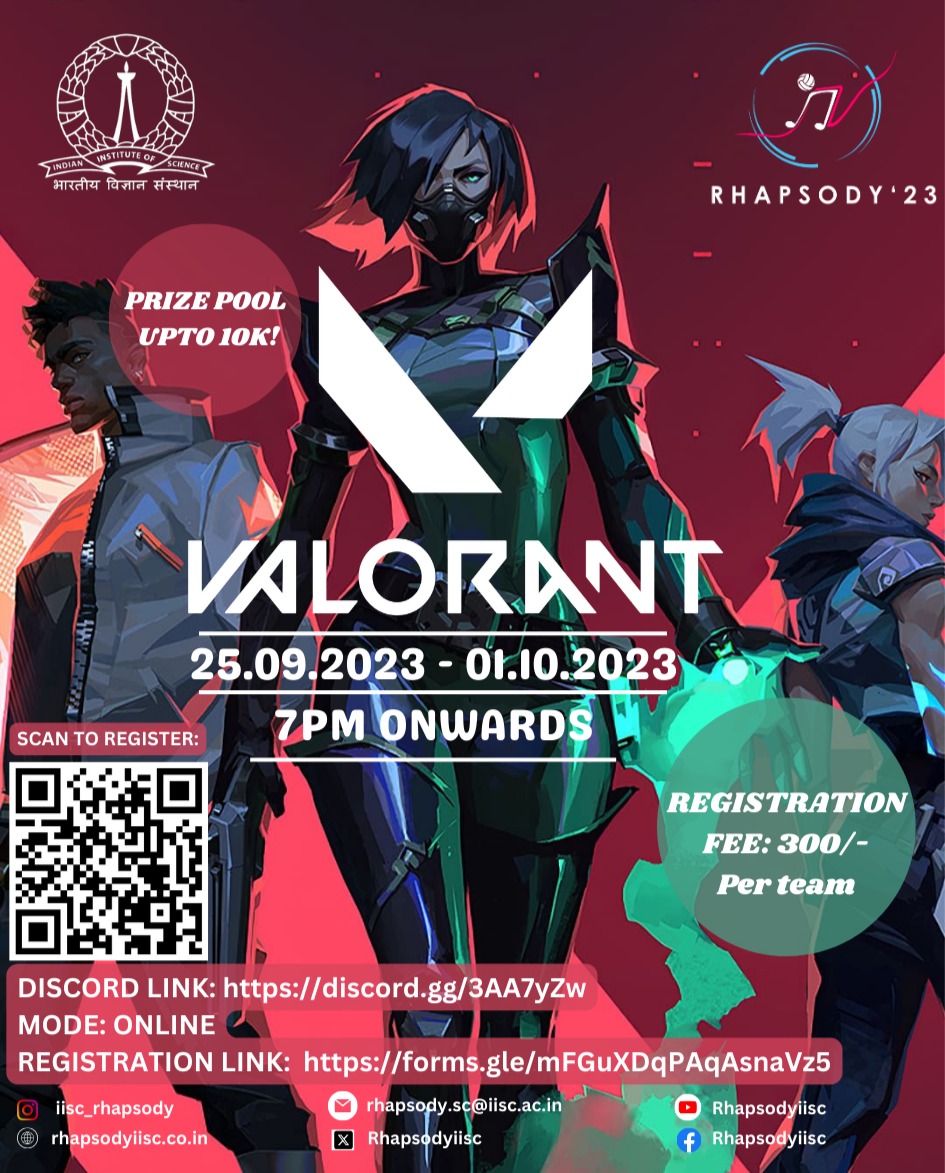 INDIAN INSTITUTE OF SCIENCE
भारतीय विज्ञान संस्थान
RHAPSODY‘23
PRIZE POOL
UPTO 10K!
VALORANT
25.09.2023 - 01.10.2023
7PM ONWARDS
SCAN TO REGISTER:
REGISTRATION
FEE: 300/-
Per team
DISCORD LINK: https://discord.gg/3AA7yZw
MODE: ONLINE
REGISTRATION LINK: https://forms.gle/mFGuXDqPAqAsnaVz5
iisc_rhapsody
rhapsody.sc@iisc.ac.in
Rhapsodyiisc
rhapsodyiisc.co.in
Rhapsodyiisc
Rhapsodyiisc